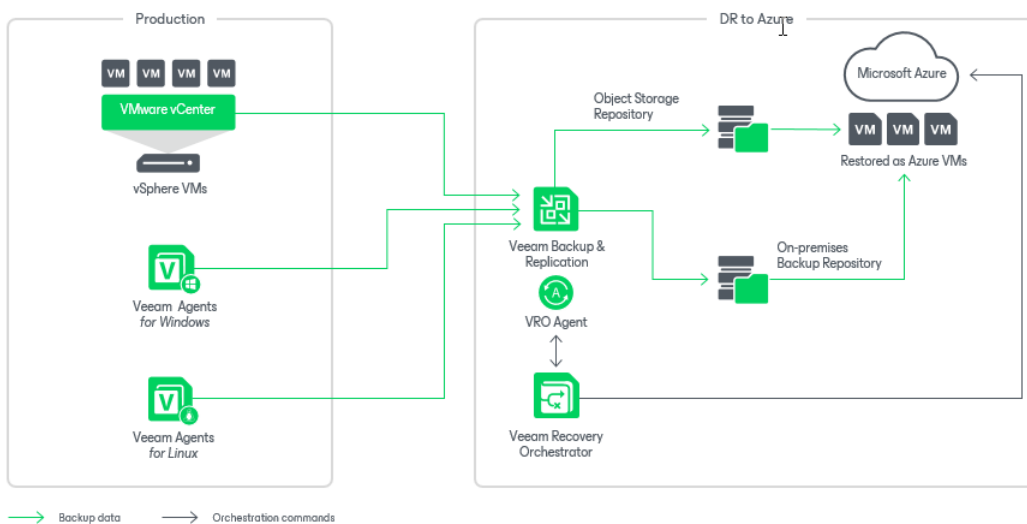 Production
DR to Azure
VM VM VM VM
VMware vCenter
vSphere VMs
V
Veeam Agents
for Windows
V
Veeam Agents
for Linux
Object Storage
Repository
Microsoft Azure
VM VM VM
Restored as Azure VMs
Veeam Backup &
Replication
On-premises
Backup Repository
A
VRO Agent
Veeam Recovery
Orchestrator
Backup data
Orchestration commands